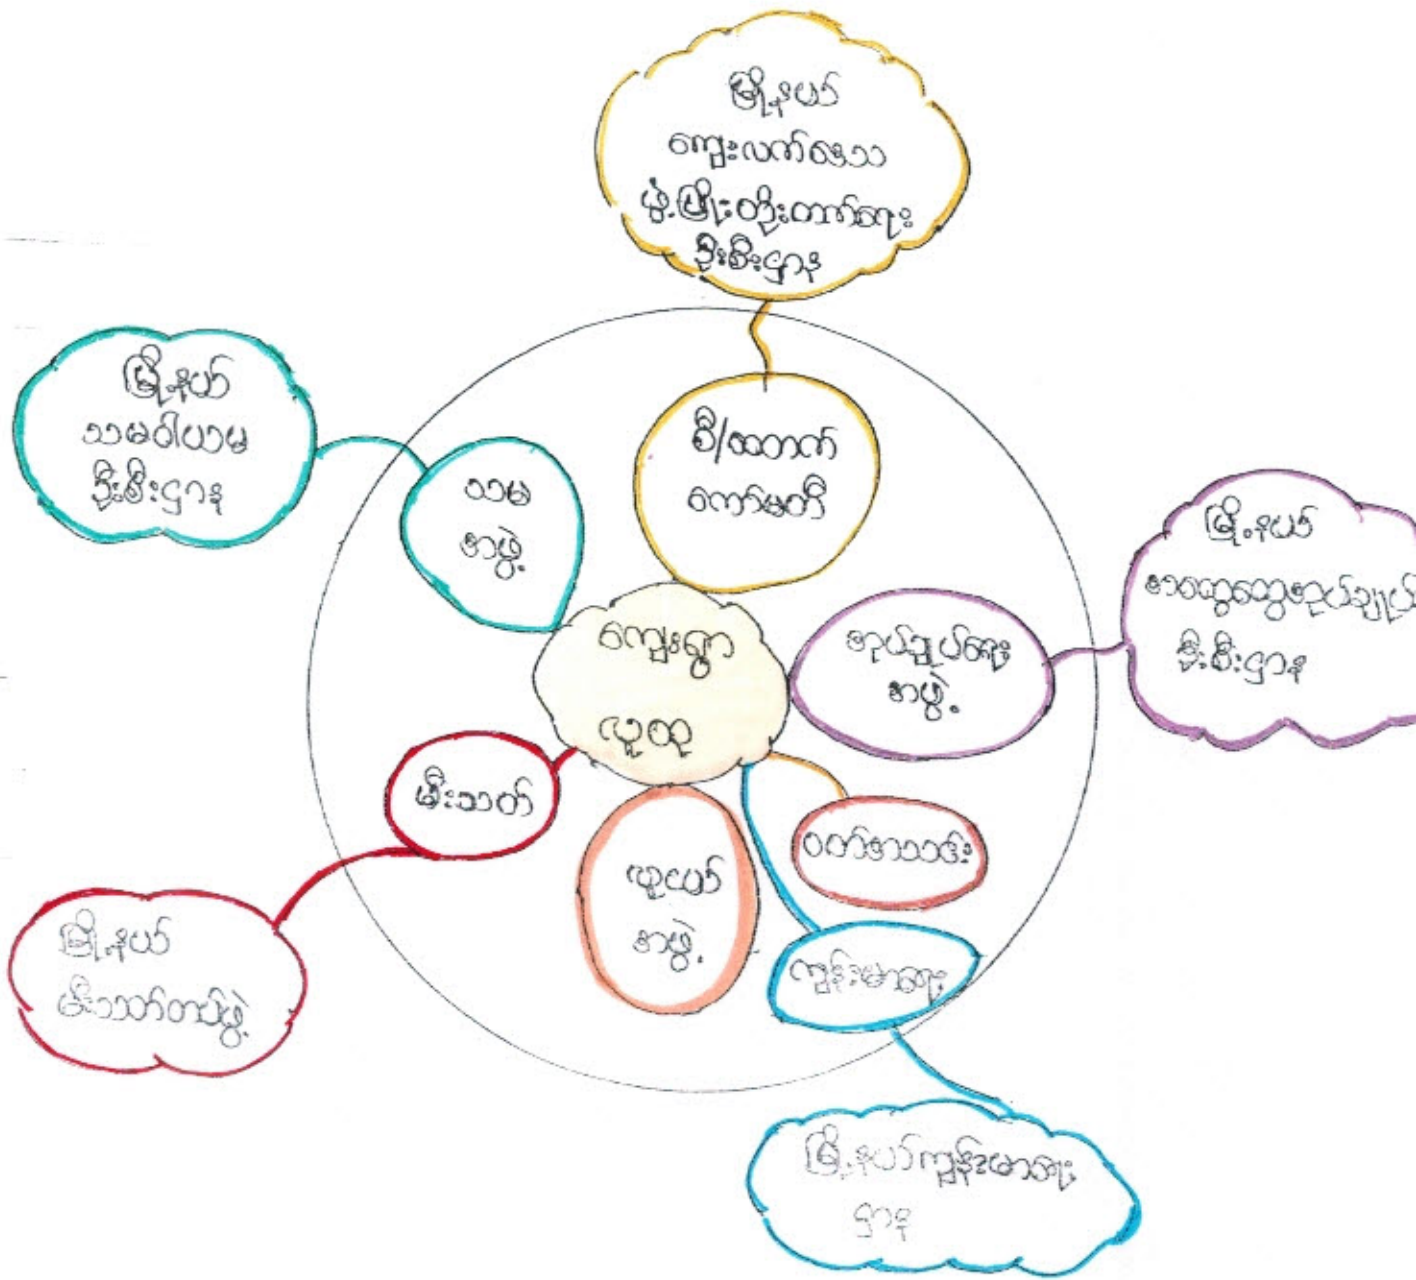 မြို့နယ်
ကျေးလက်ဒေသ
ဖွံ့ဖြိုးတိုးတက်ရေး
ဦးစီးဌာန
မြို့နယ်
သမဝါယမ
ဦးစီးဌာန
သမ
အဖွဲ့
စီ/ထောက်
ကော်မတီ
မြို့နယ်
အထွေထွေအုပ်ချုပ်
ဦးစီးဌာန
ကျေးရွာ
လူထု
အုပ်ချုပ်ရေး
အဖွဲ့
မီးသတ်
ဝတ်အသင်း
လူငယ်
အဖွဲ့
မြို့နယ်
မီးသတ်တပ်ဖွဲ့
ကျန်းမာရေး
မြို့နယ်ကျန်းမာရေး
ဌာန